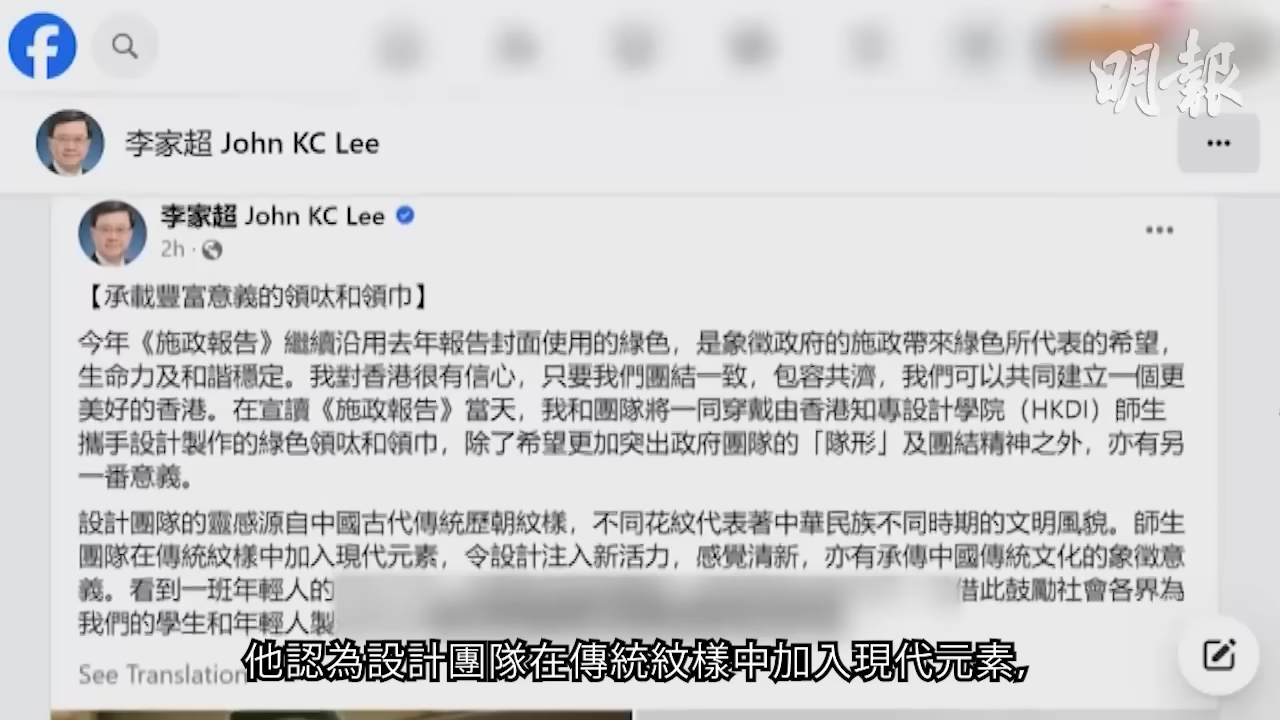 明報
李家超 John KC Lee
李家超 John KC Lee
2h ·
【承載豐富意義的領呔和領巾】
今年《施政報告》繼續沿用去年報告封面使用的綠色，是象徵政府的施政帶來綠色所代表的希望，
生命力及和諧穩定。我對香港很有信心，只要我們團結一致，包容共濟，我們可以共同建立一個更
美好的香港。在宣讀《施政報告》當天，我和團隊將一同穿戴由香港知專設計學院（HKDI）師生
攜手設計製作的綠色領呔和領巾，除了希望更加突出政府團隊的「隊形」及團結精神之外，亦有另
一番意義。
設計團隊的靈感源自中國古代傳統歷朝紋樣，不同花紋代表著中華民族不同時期的文明風貌。師生
團隊在傳統紋樣中加入現代元素，令設計注入新活力，感覺清新，亦有承傳中國傳統文化的象徵意
義。看到一班年輕人的 借此鼓勵社會各界為
我們的學生和年輕人製
See Translation
他認為設計團隊在傳統紋樣中加入現代元素,